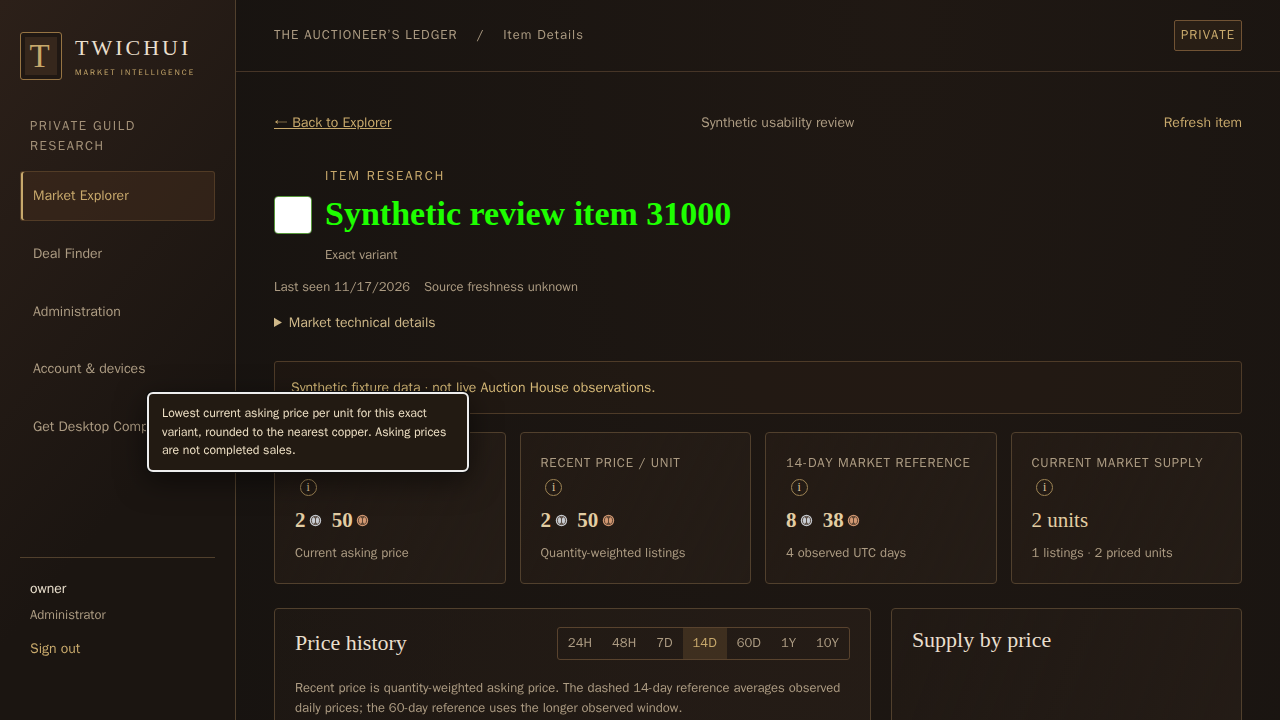 T
TWICHUI
MARKET INTELLIGENCE
PRIVATE GUILD
RESEARCH
Market Explorer
Deal Finder
Administration
Account & devices
Get Desktop Comp
owner
Administrator
Sign out
THE AUCTIONEER'S LEDGER / Item Details
PRIVATE
← Back to Explorer
Synthetic usability review
Refresh item
ITEM RESEARCH
Synthetic review item 31000
Exact variant
Last seen 11/17/2026 Source freshness unknown
▶ Market technical details
Synthetic fixture data · not live Auction House observations.
Lowest current asking price per unit for this exact
variant, rounded to the nearest copper. Asking prices
are not completed sales.
i
2 50
Current asking price
RECENT PRICE / UNIT
i
2 50
Quantity-weighted listings
14-DAY MARKET REFERENCE
i
8 38
4 observed UTC days
CURRENT MARKET SUPPLY
i
2 units
1 listings · 2 priced units
Price history
24H 48H 7D 14D 60D 1Y 10Y
Recent price is quantity-weighted asking price. The dashed 14-day reference averages observed
daily prices; the 60-day reference uses the longer observed window.
Supply by price